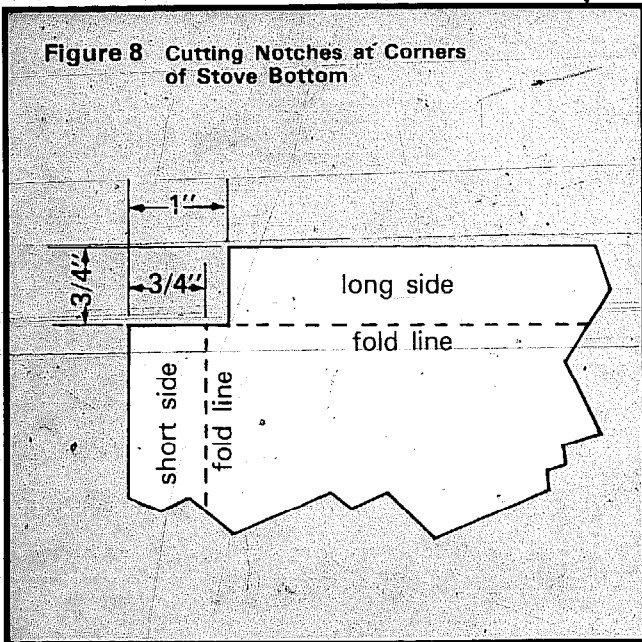 Figure 8 Cutting Notches at Corners
of Stove Bottom
1"
3/4"
3/4"
long side
fold line
short side
fold line